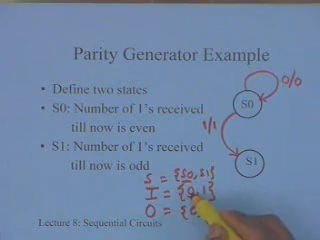 Parity Generator Example
• Define two states
• S0: Number of 1's received
till now is even
• S1: Number of 1's received
till now is odd
0/0
S0
1/1
S1
S = {S0, S1}
I = {0, 1}
O = {0
Lecture 8: Sequential Circuits